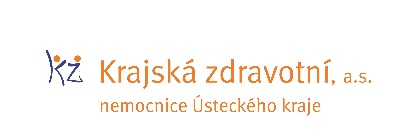 kz Krajská zdravotní, a.s.
nemocnice Ústeckého kraje